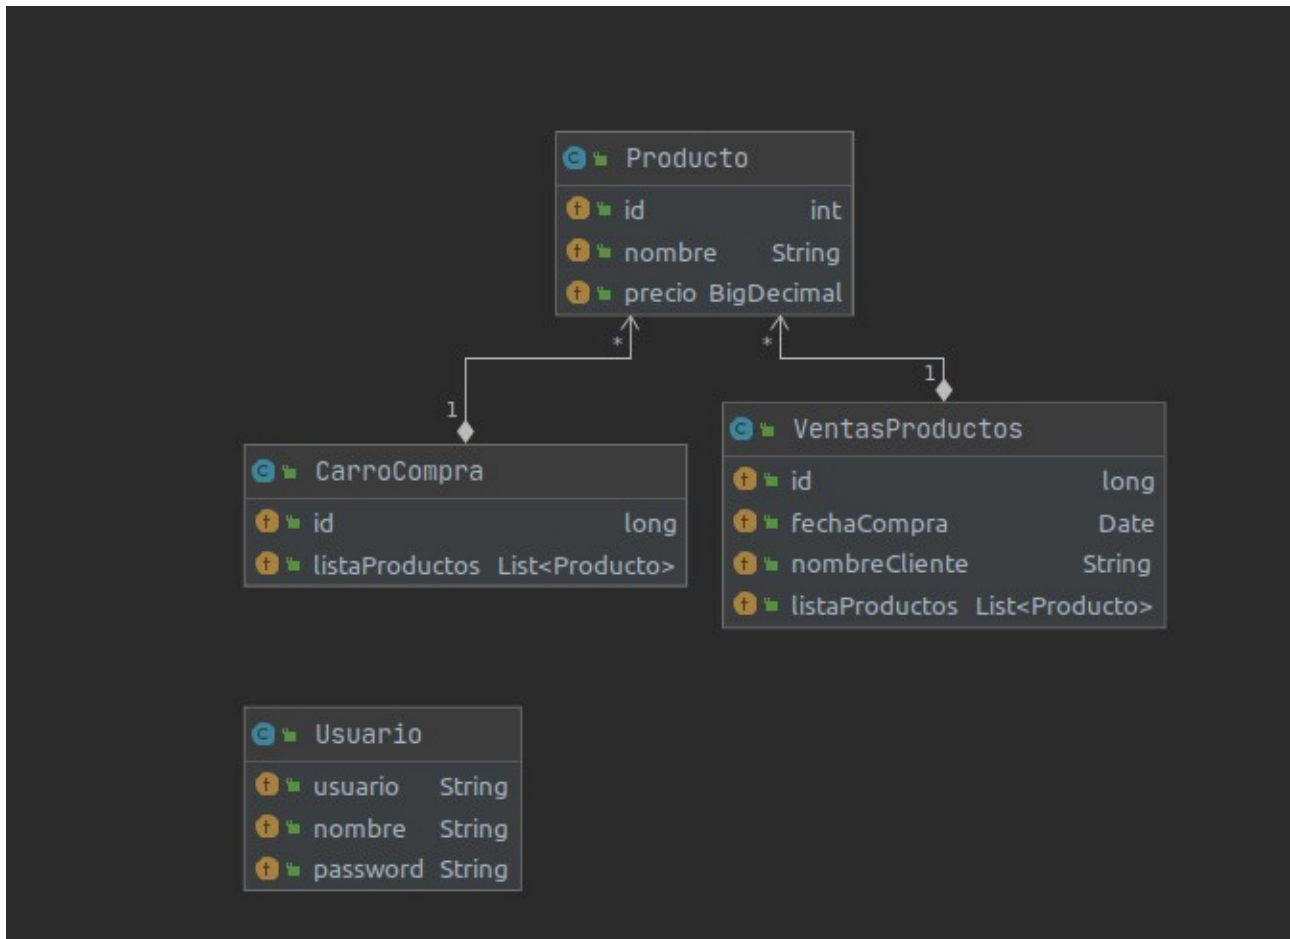 Producto
id int
nombre String
precio BigDecimal
* *
1
1
CarroCompra
id long
listaProductos List<Producto>
VentasProductos
id long
fechaCompra Date
nombreCliente String
listaProductos List<Producto>
Usuario
usuario String
nombre String
password String